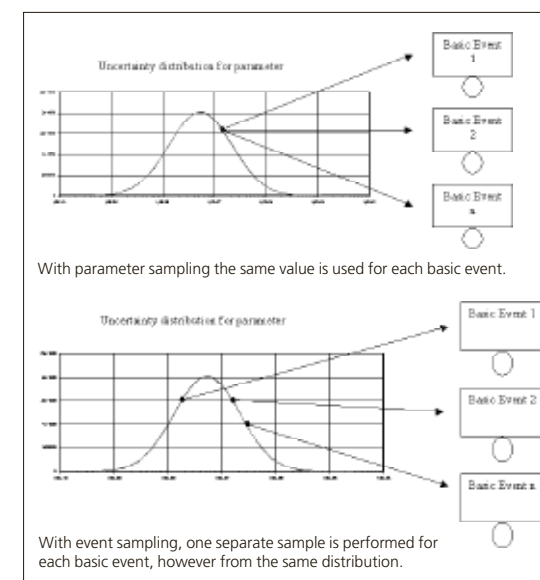 Uncertainty distribution for parameter
Basic Event
1
Basic Event
2
Basic Event
n
With parameter sampling the same value is used for each basic event.
Uncertainty distribution for parameter
Basic Event 1
Basic Event 2
Basic Event n
With event sampling, one separate sample is performed for
each basic event, however from the same distribution.